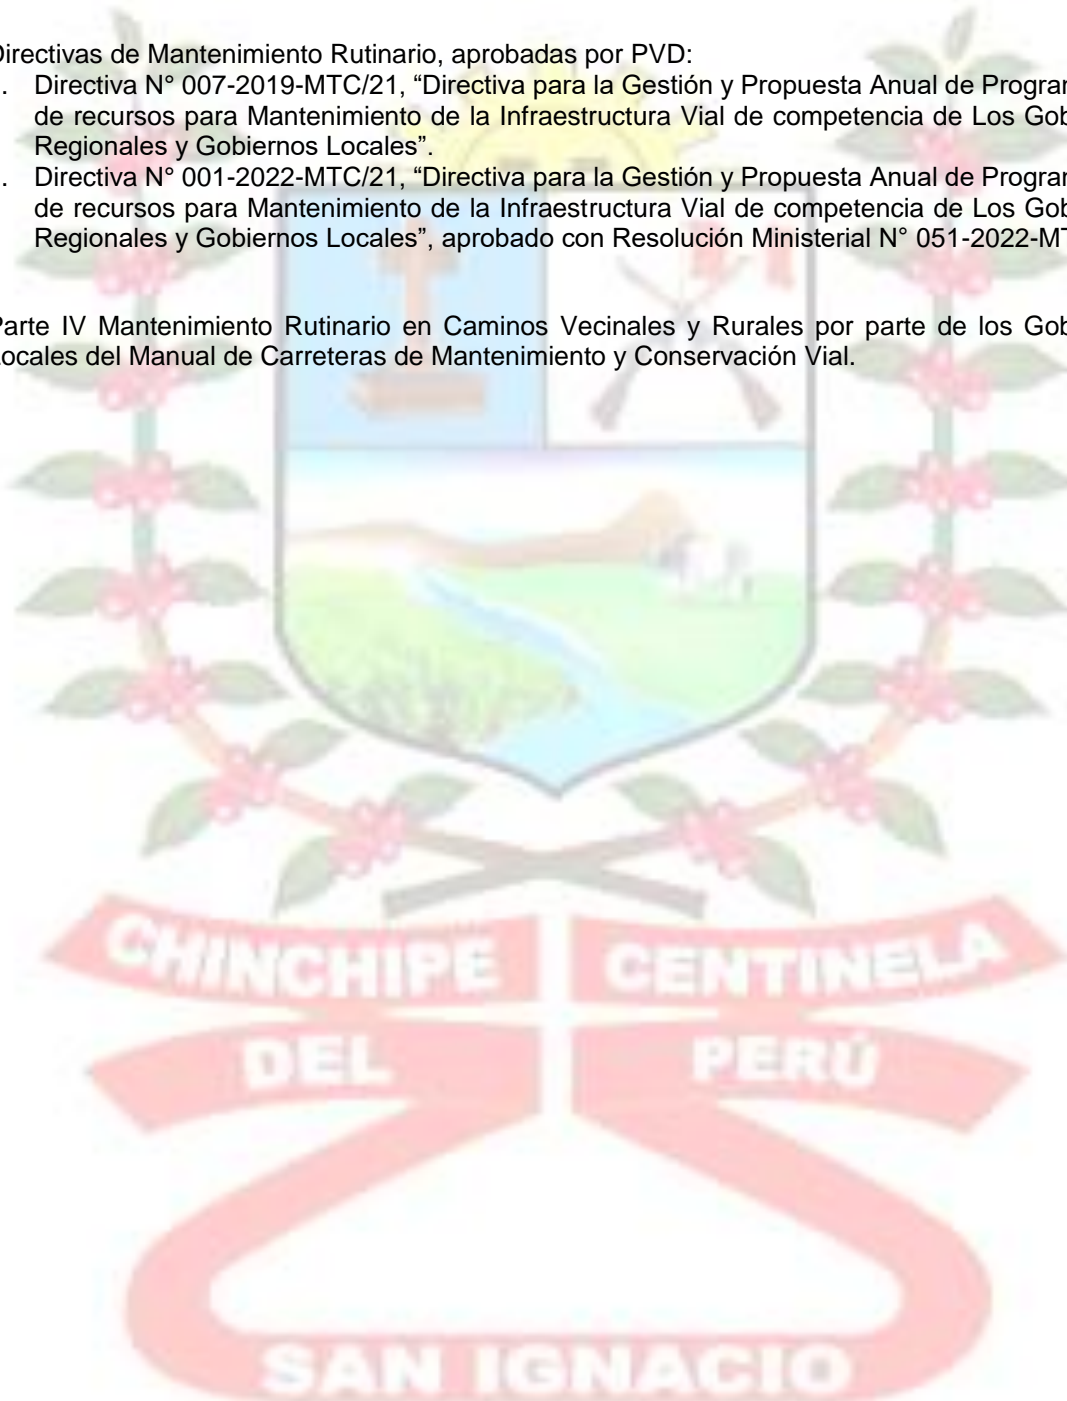 irectivas de Mantenimiento Rutinario, aprobadas por PVD:
. Directiva N° 007-2019-MTC/21, “Directiva para la Gestión y Propuesta Anual de Progra
de recursos para Mantenimiento de la Infraestructura Vial de competencia de Los Gob
Regionales y Gobiernos Locales”.
. Directiva N° 001-2022-MTC/21, “Directiva para la Gestión y Propuesta Anual de Progra
de recursos para Mantenimiento de la Infraestructura Vial de competencia de Los Gob
Regionales y Gobiernos Locales”, aprobado con Resolución Ministerial N° 051-2022-MT
Parte IV Mantenimiento Rutinario en Caminos Vecinales y Rurales por parte de los Gob
Locales del Manual de Carreteras de Mantenimiento y Conservación Vial.
CHINCHIPE CENTINELA
DEL PERÚ
SAN IGNACIO